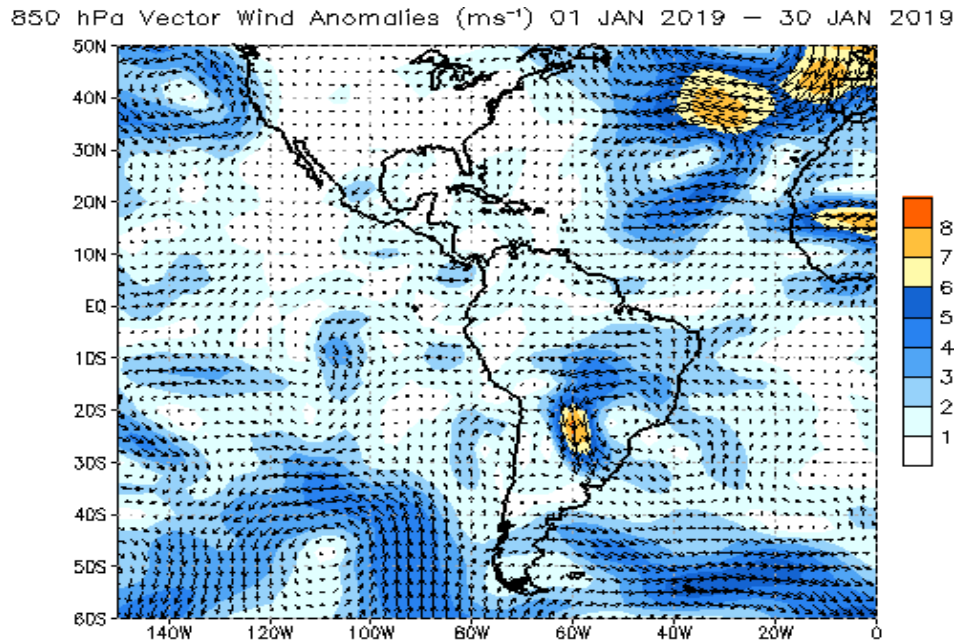 850 hPa Vector Wind Anomalies (ms⁻¹) 01 JAN 2019 – 30 JAN 2019
50N
40N
30N
20N
10N
EQ
10S
20S
30S
40S
50S
60S
140W 120W 100W 80W 60W 40W 20W 0
8
7
6
5
4
3
2
1